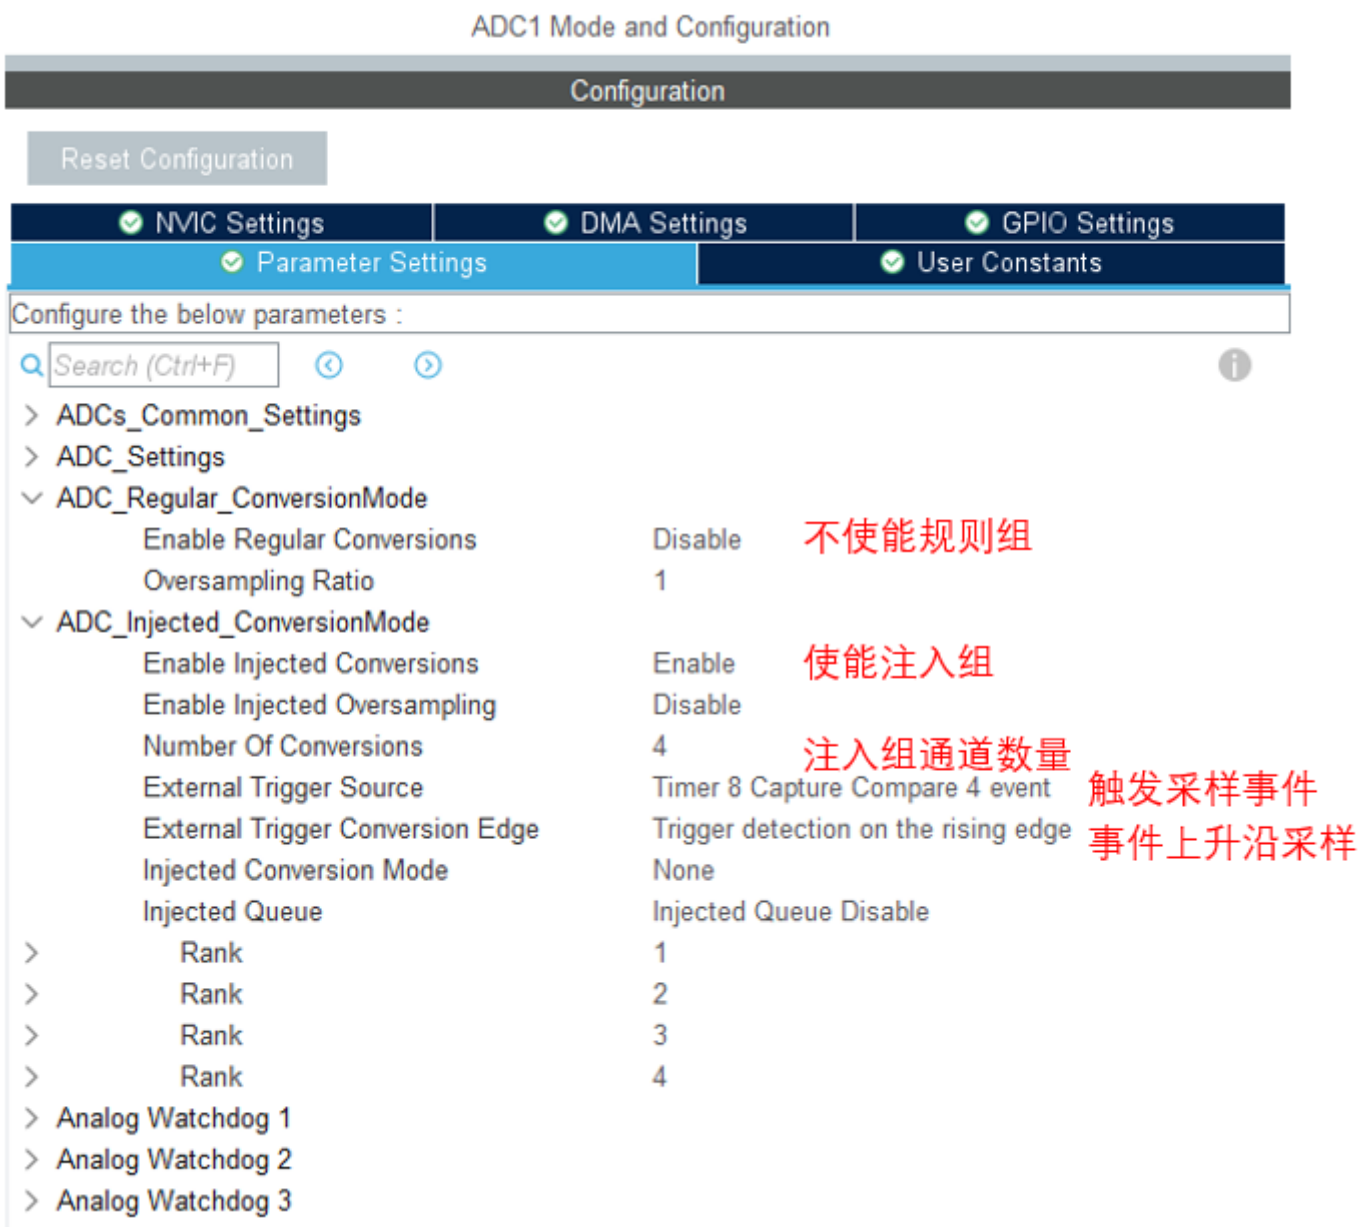 ADC1 Mode and Configuration
Configuration
Reset Configuration
NVIC Settings
DMA Settings
GPIO Settings
Parameter Settings
User Constants
Configure the below parameters :
Search (Ctrl+F)
ADCs_Common_Settings
ADC_Settings
ADC_Regular_ConversionMode
Enable Regular Conversions Disable 不使能规则组
Oversampling Ratio 1
ADC_Injected_ConversionMode
Enable Injected Conversions Enable 使能注入组
Enable Injected Oversampling Disable
Number Of Conversions 4 注入组通道数量
External Trigger Source Timer 8 Capture Compare 4 event 触发采样事件
External Trigger Conversion Edge Trigger detection on the rising edge 事件上升沿采样
Injected Conversion Mode None
Injected Queue Injected Queue Disable
Rank 1
Rank 2
Rank 3
Rank 4
Analog Watchdog 1
Analog Watchdog 2
Analog Watchdog 3